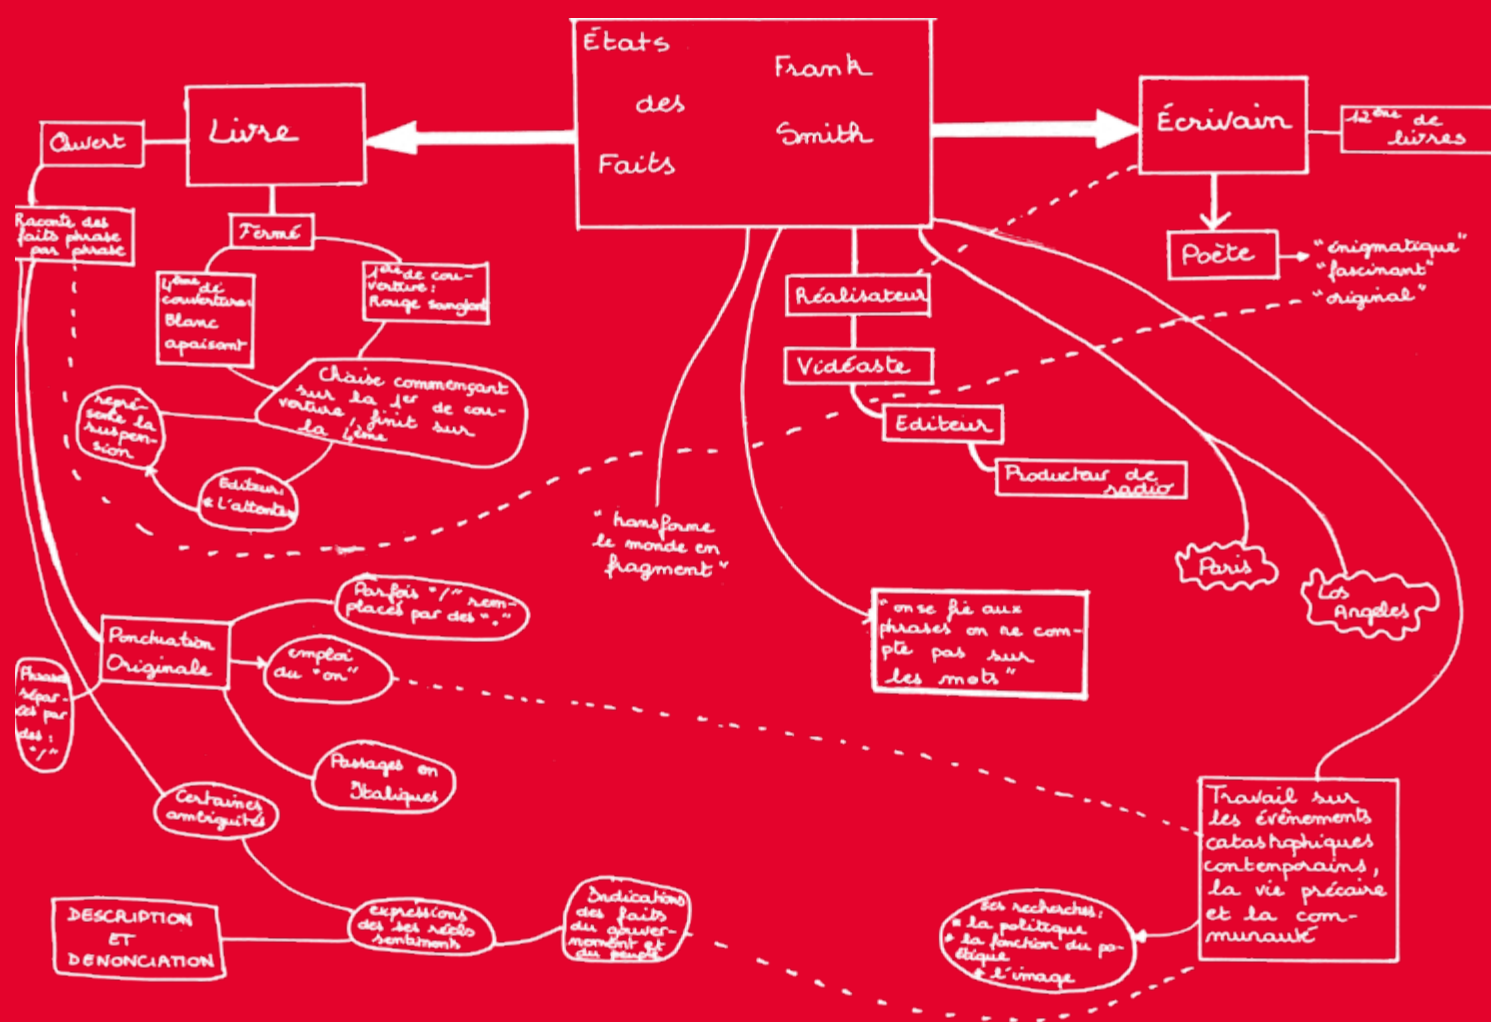 États
des
Faits
Frank
Smith
Livre
Ouvert
Raconte des
faits phrase
par phrase
Fermé
4ème de
couverture:
Blanc
apaisant
1ère de cou-
verture:
Rouge sanglant
Chaise commençant
sur la 1er de cou-
verture, finit sur
la 4ème
repré-
sente la
suspen-
sion
Editeur:
L'attente
Écrivain
12ène de
livres
Poète
"énigmatique"
"fascinant"
"original"
Réalisateur
Vidéaste
Editeur
Producteur de
radio
Paris
Los
Angeles
"transforme
le monde en
fragment"
"on se fie aux
phrases on ne com-
pte pas sur
les mots"
Ponctuation
Originale
Parfois "/" rem-
placés par des "."
emploi
du "on"
Phrases
sépar-
ées par
des :
"/"
Passages en
Italiques
Certaines
ambiguités
expressions
des ses réels
sentiments
DESCRIPTION
ET
DENONCIATION
Indications
des faits
du gouver-
nement et
du peuple
Travail sur
les évênements
catastrophiques
contemporains,
la vie précaire
et la com-
munauté
Ses recherches:
* la politique
* la fonction du po-
étique
* l'image